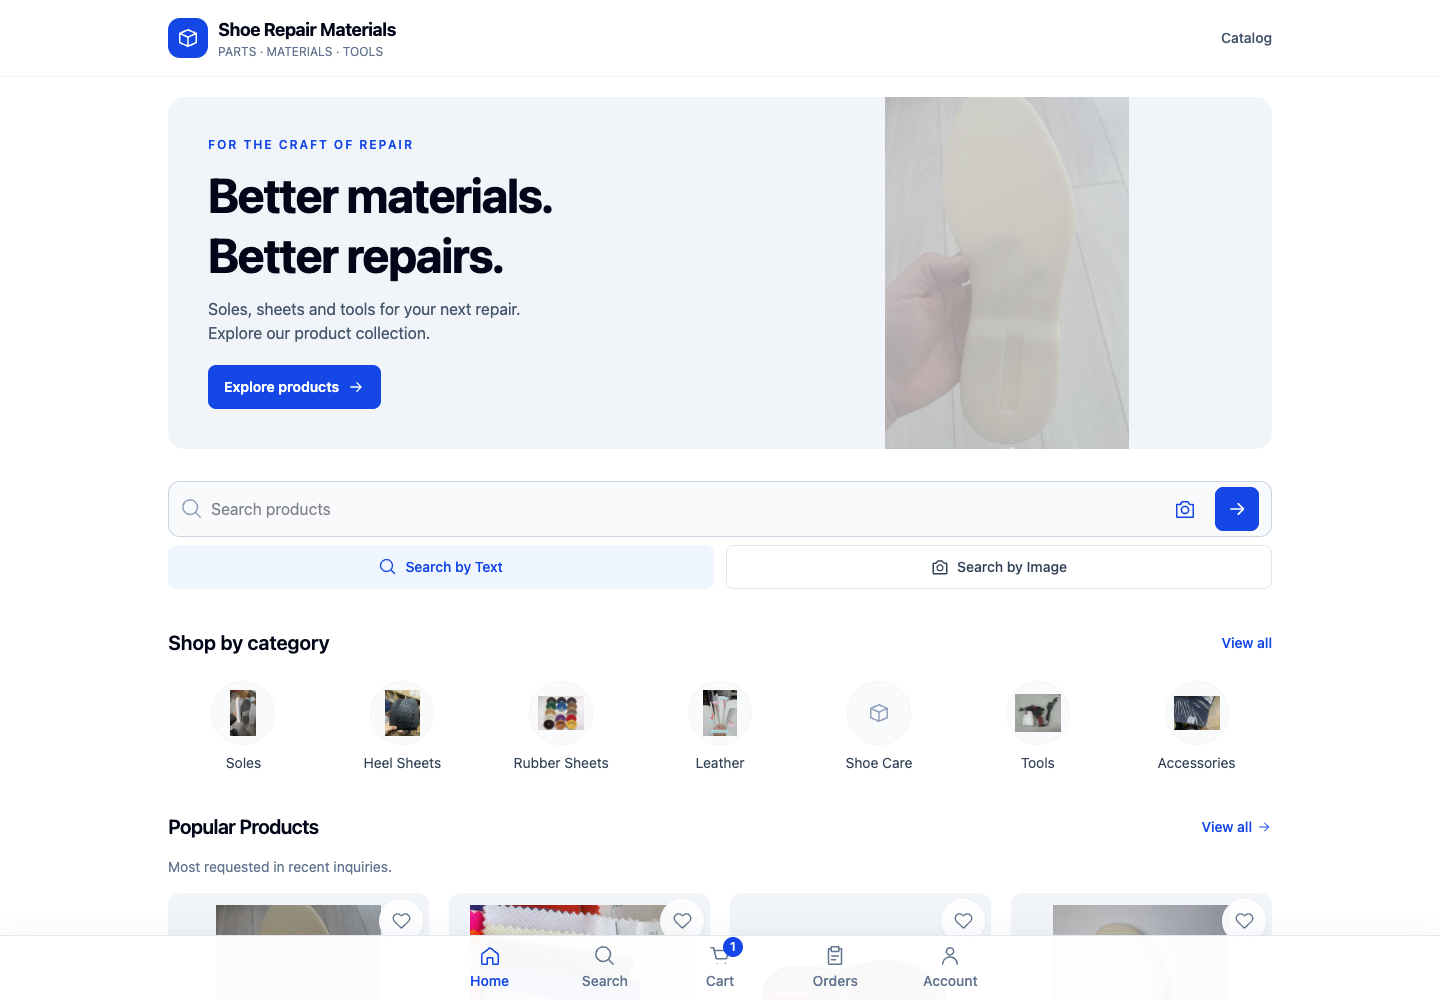 Shoe Repair Materials
PARTS · MATERIALS · TOOLS
Catalog
FOR THE CRAFT OF REPAIR
Better materials.
Better repairs.
Soles, sheets and tools for your next repair.
Explore our product collection.
Explore products
Search products
Search by Text
Search by Image
Shop by category
View all
Soles
Heel Sheets
Rubber Sheets
Leather
Shoe Care
Tools
Accessories
Popular Products
View all
Most requested in recent inquiries.
1
Home
Search
Cart
Orders
Account